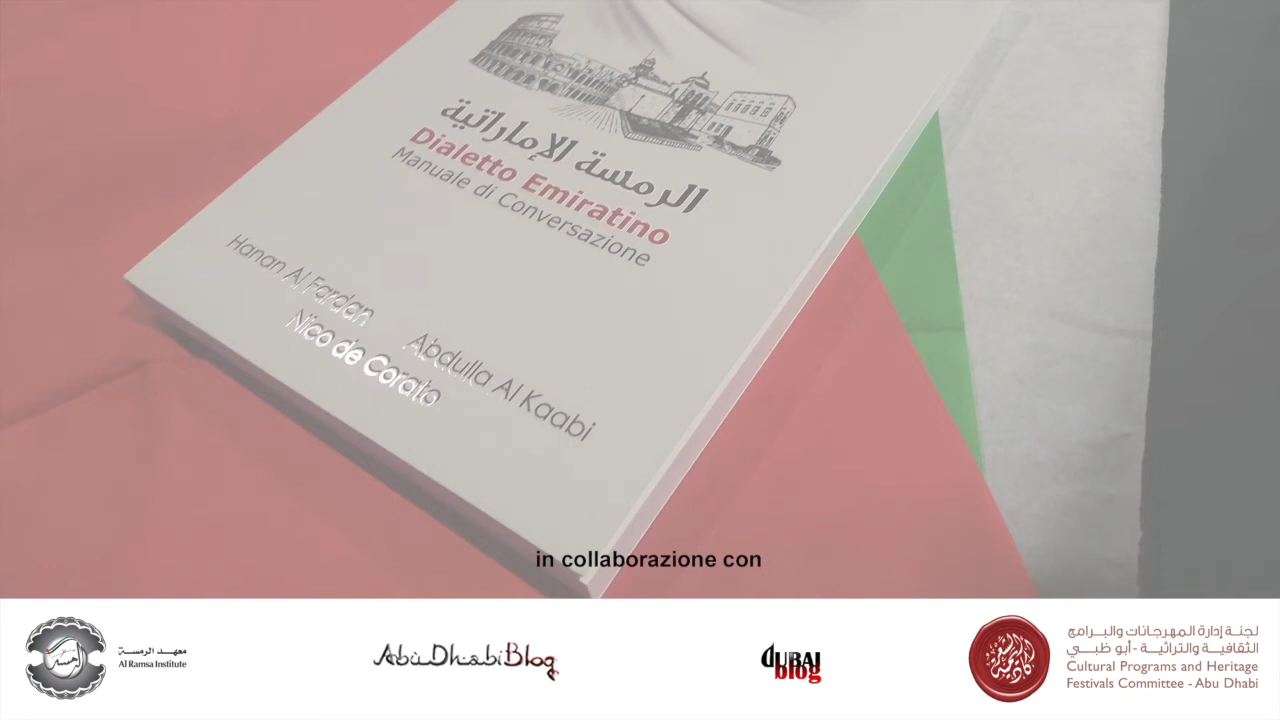 الرمسة الإماراتية
Dialetto Emiratino
Manuale di Conversazione
Hanan Al Fardan
Abdulla Al Kaabi
Nico de Corato
in collaborazione con
معهد الرمسة
Al Ramsa Institute
AbuDhabiBlog
DUBAI
blog
لجنة إدارة المهرجانات والبرامج
الثقافية والتراثية - أبو ظبي
Cultural Programs and Heritage
Festivals Committee - Abu Dhabi